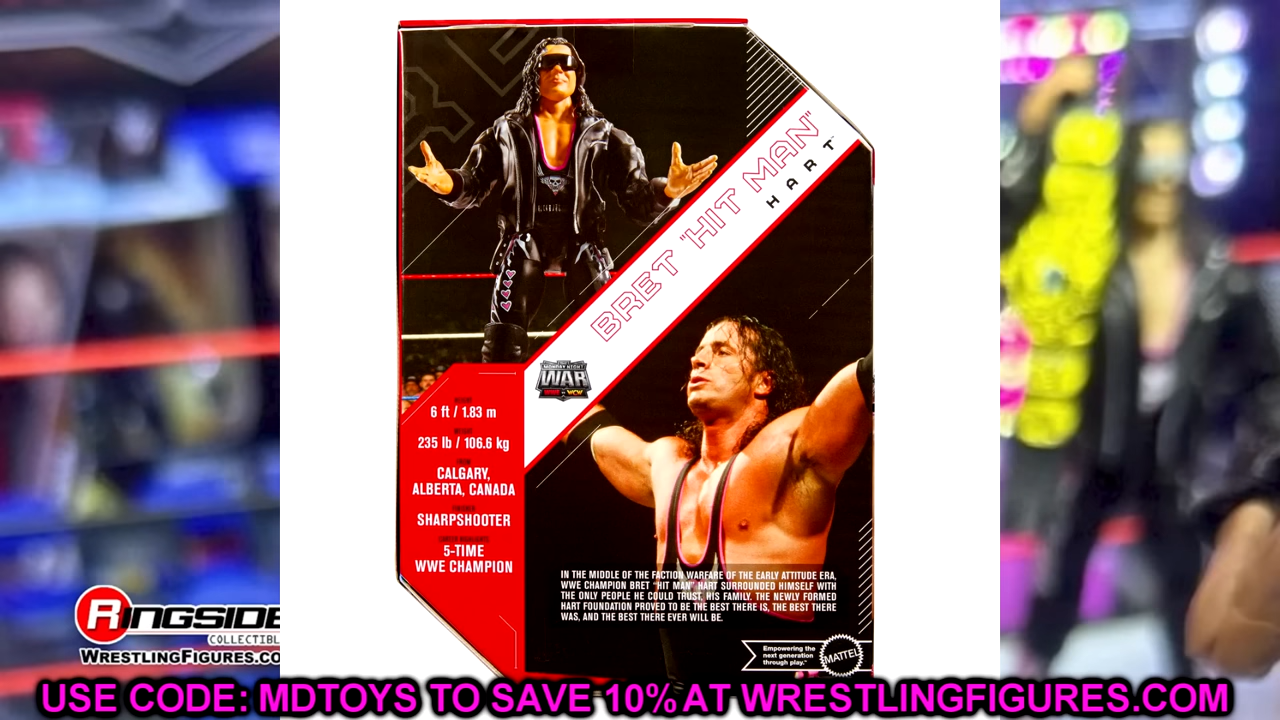 BRET "HIT MAN"
HART™
MONDAY NIGHT
WAR
WCW
6 ft / 1.83 m
235 lb / 106.6 kg
CALGARY,
ALBERTA, CANADA
SHARPSHOOTER
5-TIME
WWE CHAMPION
IN THE MIDDLE OF THE FACTION WARFARE OF THE EARLY ATTITUDE ERA,
WWE CHAMPION BRET "HIT MAN" HART SURROUNDED HIMSELF WITH
THE ONLY PEOPLE HE COULD TRUST, HIS FAMILY. THE NEWLY FORMED
HART FOUNDATION PROVED TO BE THE BEST THERE IS, THE BEST THERE
WAS, AND THE BEST THERE EVER WILL BE.
Empowering the
next generation
through play.™
MATTEL
RINGSIDE
COLLECTIBL
WRESTLINGFIGURES.CO
USE CODE: MDTOYS TO SAVE 10% AT WRESTLINGFIGURES.COM